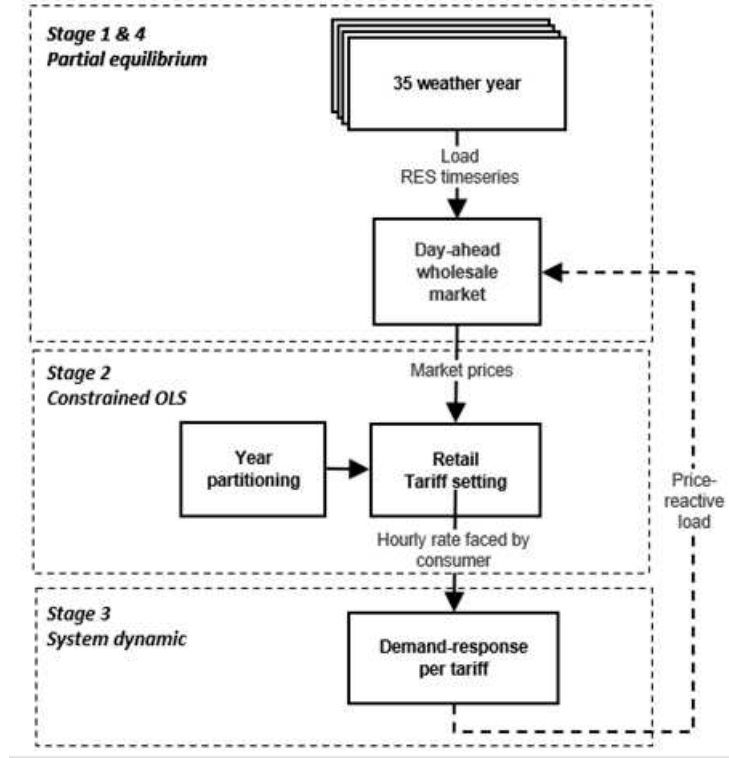 Stage 1 & 4
Partial equilibrium
35 weather year
Load
RES timeseries
Day-ahead
wholesale
market
Stage 2
Constrained OLS
Market prices
Year
partitioning
Retail
Tariff setting
Price-
reactive
load
Hourly rate faced by
consumer
Stage 3
System dynamic
Demand-response
per tariff